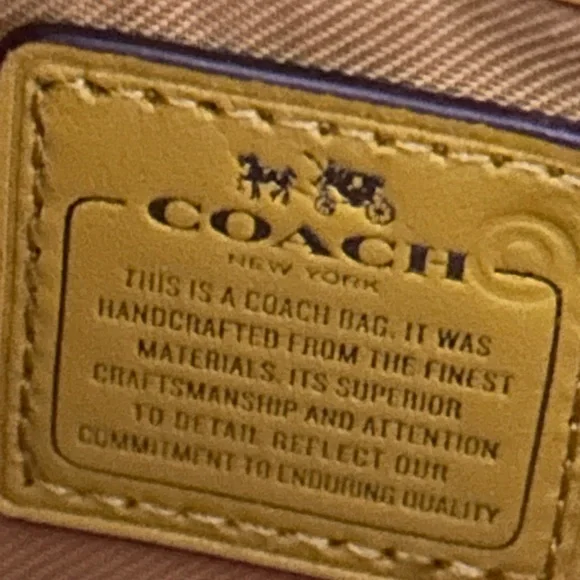 COACH
NEW YORK
THIS IS A COACH BAG. IT WAS
HANDCRAFTED FROM THE FINEST
MATERIALS. ITS SUPERIOR
CRAFTSMANSHIP AND ATTENTION
TO DETAIL REFLECT OUR
COMMITMENT TO ENDURING QUALITY